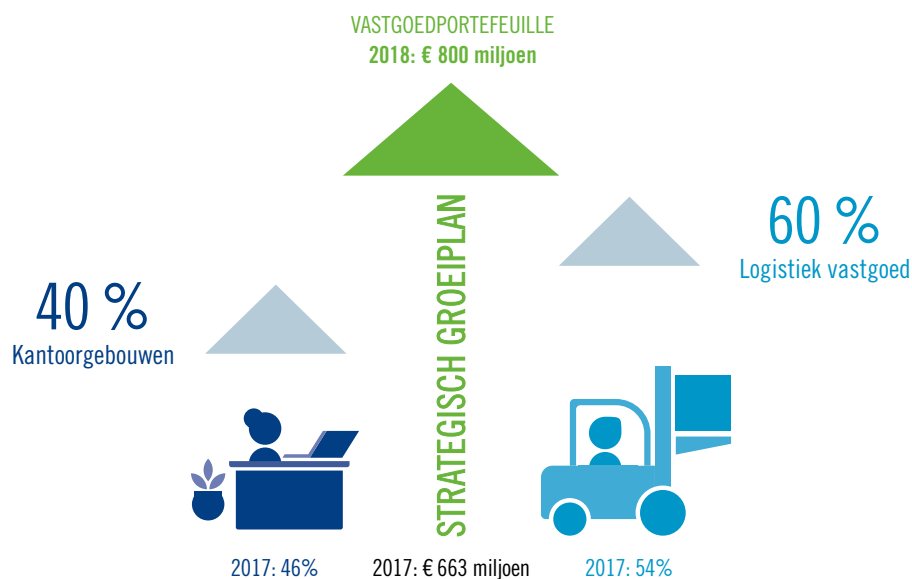 VASTGOEDPORTEFEUILLE
2018: € 800 miljoen
60 %
Logistiek vastgoed
40 %
Kantoorgebouwen
STRATEGISCH GROEIPLAN
2017: 46%
2017: € 663 miljoen
2017: 54%